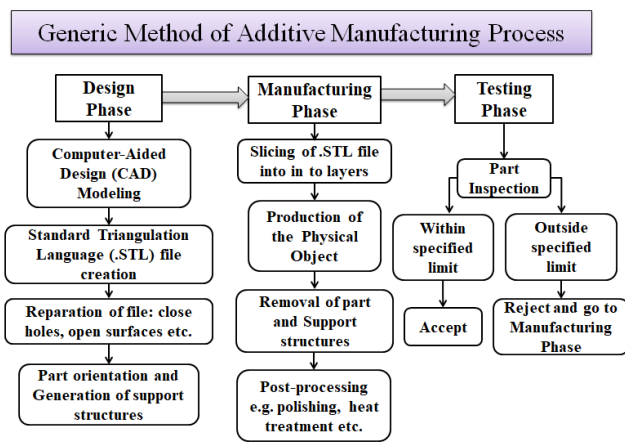 Generic Method of Additive Manufacturing Process
Design
Phase
Computer-Aided
Design (CAD)
Modeling
Standard Triangulation
Language (.STL) file
creation
Reparation of file: close
holes, open surfaces etc.
Part orientation and
Generation of support
structures
Manufacturing
Phase
Slicing of .STL file
into in to layers
Production of
the Physical
Object
Removal of part
and Support
structures
Post-processing
e.g. polishing, heat
treatment etc.
Testing
Phase
Part
Inspection
Within
specified
limit
Accept
Outside
specified
limit
Reject and go to
Manufacturing
Phase